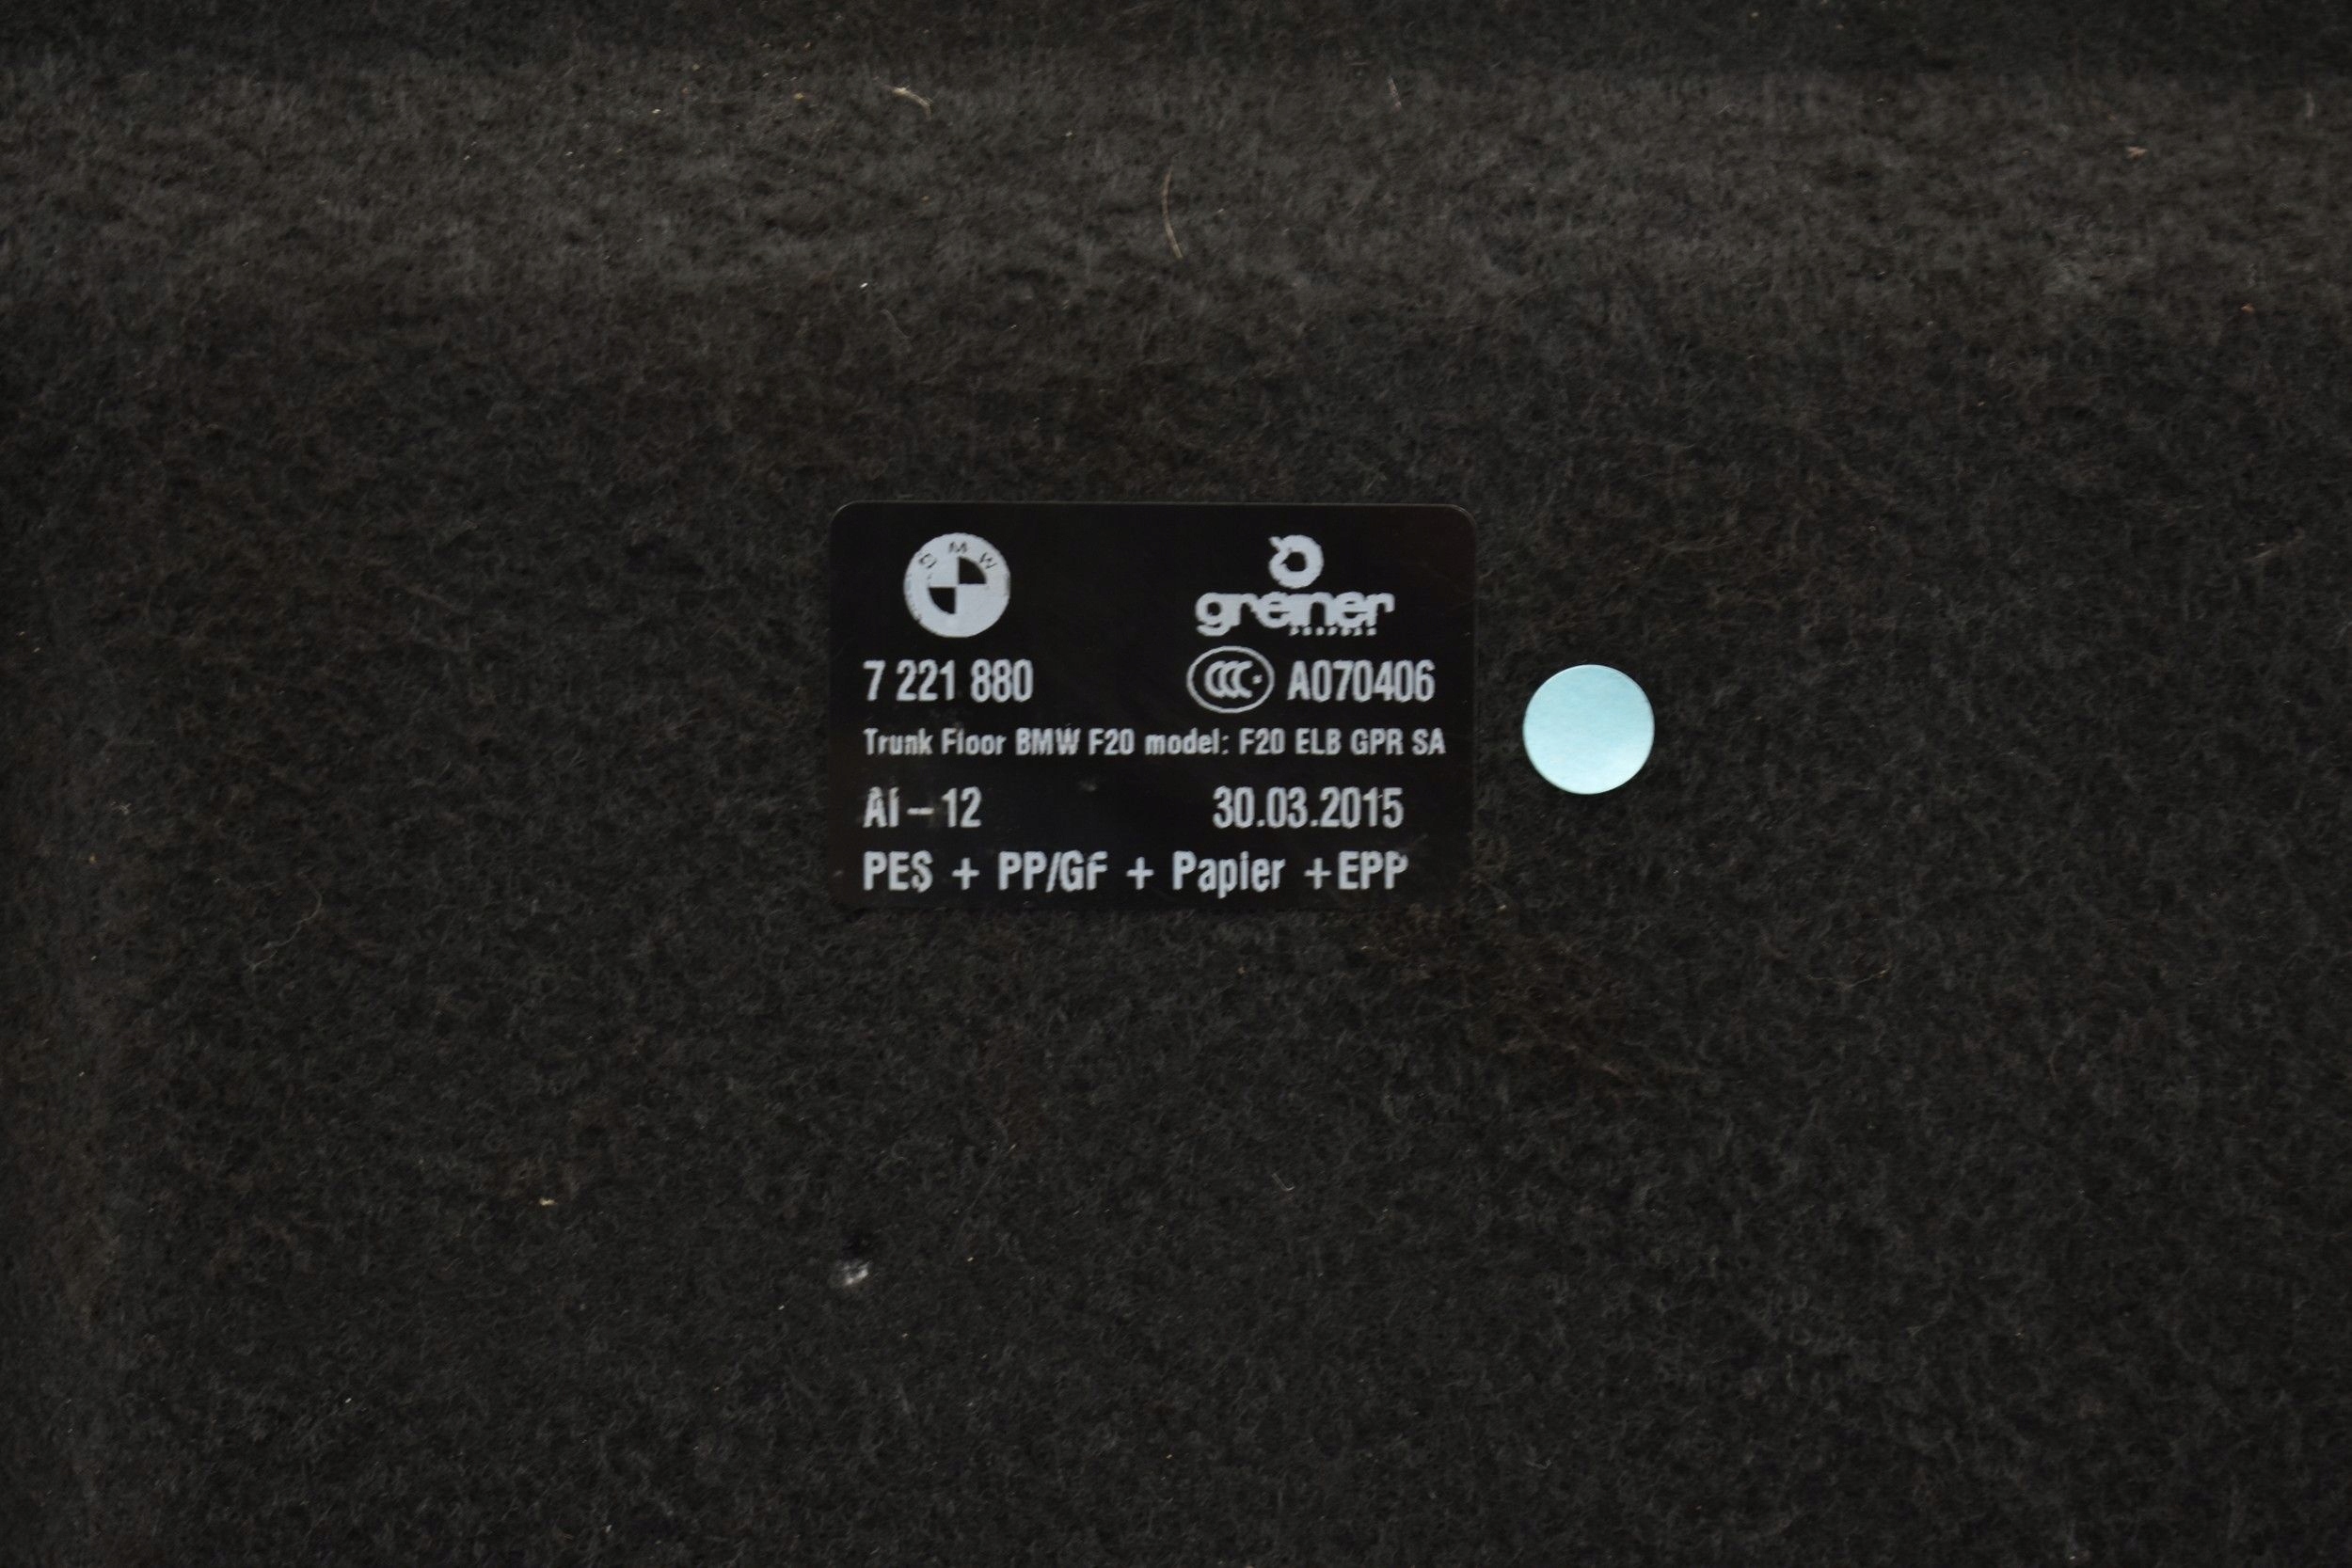 BMW
greiner
7 221 880
CCC A070406
Trunk Floor BMW F20 model: F20 ELB GPR SA
AI – 12
30.03.2015
PES + PP/GF + Papier +EPP